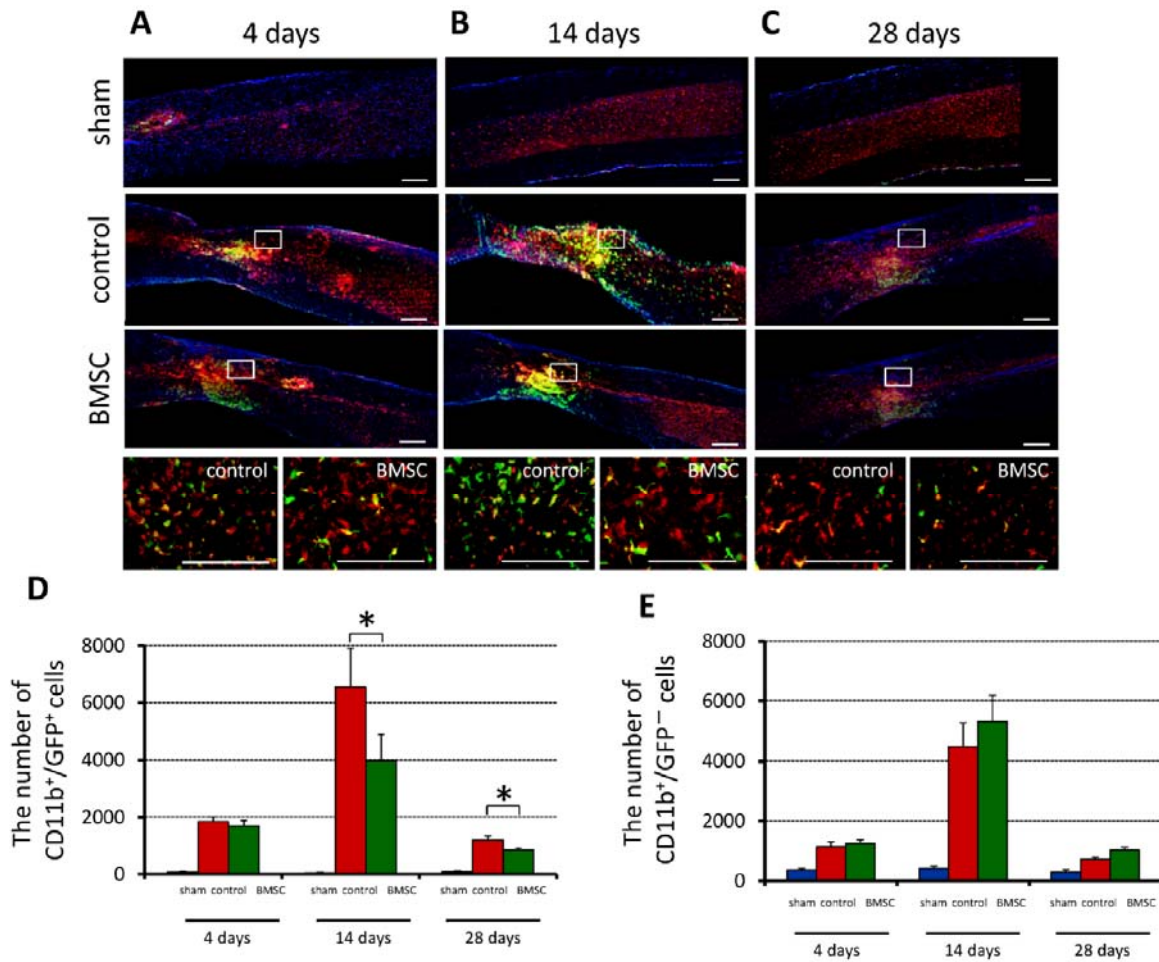 A B C
4 days 14 days 28 days
sham
control
BMSC
control BMSC control BMSC control BMSC
D
The number of
CD11b⁺/GFP⁺ cells
8000
6000
4000
2000
0
*
*
sham control BMSC sham control BMSC sham control BMSC
4 days 14 days 28 days
E
The number of
CD11b⁺/GFP⁻ cells
8000
6000
4000
2000
0
sham control BMSC sham control BMSC sham control BMSC
4 days 14 days 28 days